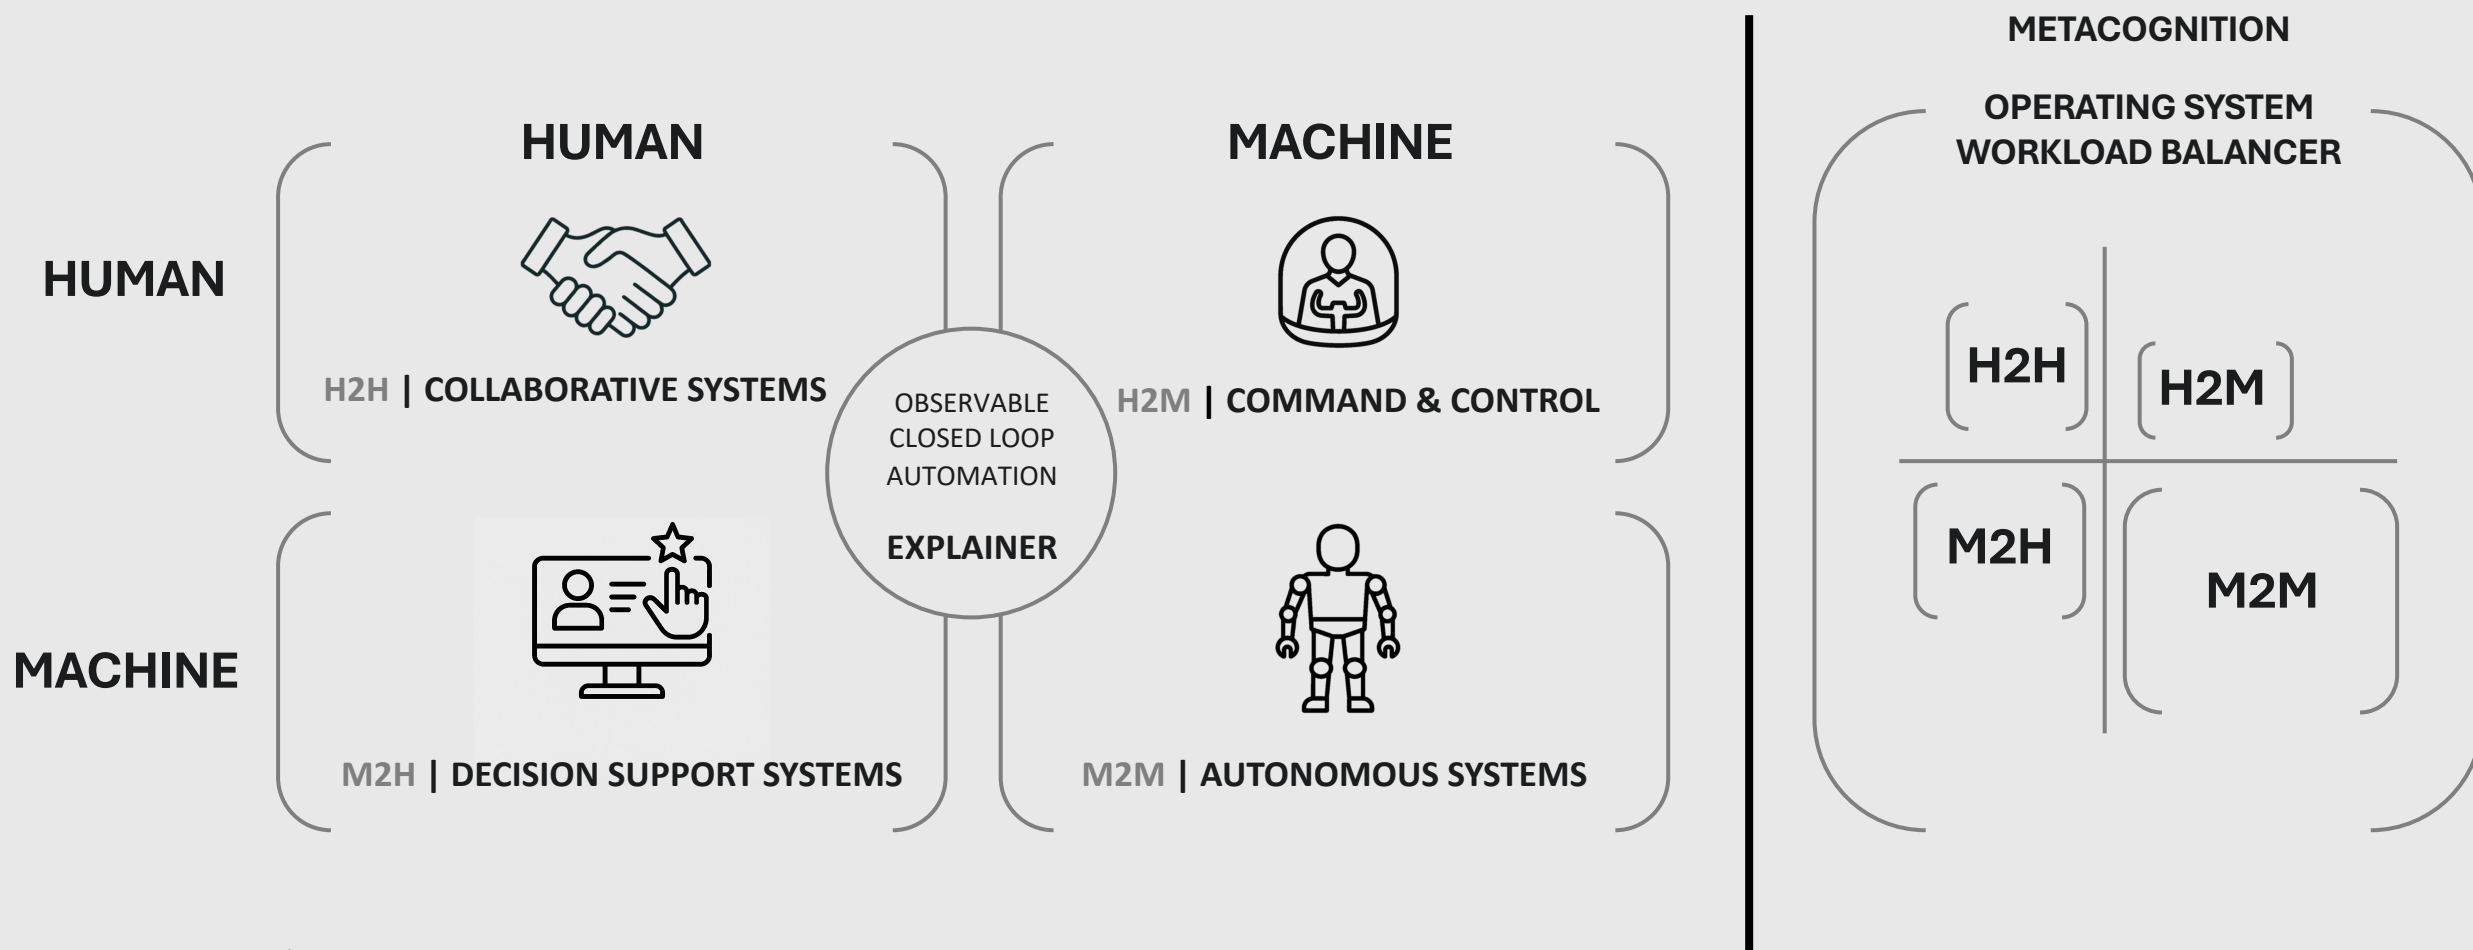 HUMAN
MACHINE
HUMAN
H2H | COLLABORATIVE SYSTEMS
H2M | COMMAND & CONTROL
OBSERVABLE
CLOSED LOOP
AUTOMATION
EXPLAINER
MACHINE
M2H | DECISION SUPPORT SYSTEMS
M2M | AUTONOMOUS SYSTEMS
METACOGNITION
OPERATING SYSTEM
WORKLOAD BALANCER
H2H
H2M
M2H
M2M